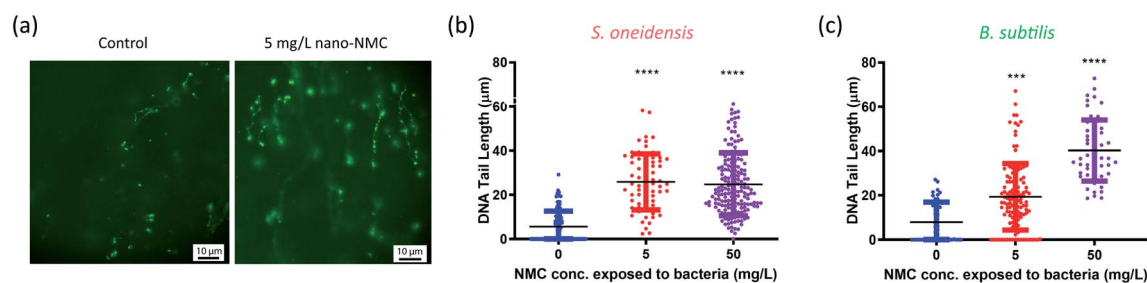 (a)
Control
5 mg/L nano-NMC
10 µm
10 µm
(b)
S. oneidensis
DNA Tail Length (µm)
80
60
40
20
0
****
****
0
5
50
NMC conc. exposed to bacteria (mg/L)
(c)
B. subtilis
DNA Tail Length (µm)
80
60
40
20
0
***
****
0
5
50
NMC conc. exposed to bacteria (mg/L)